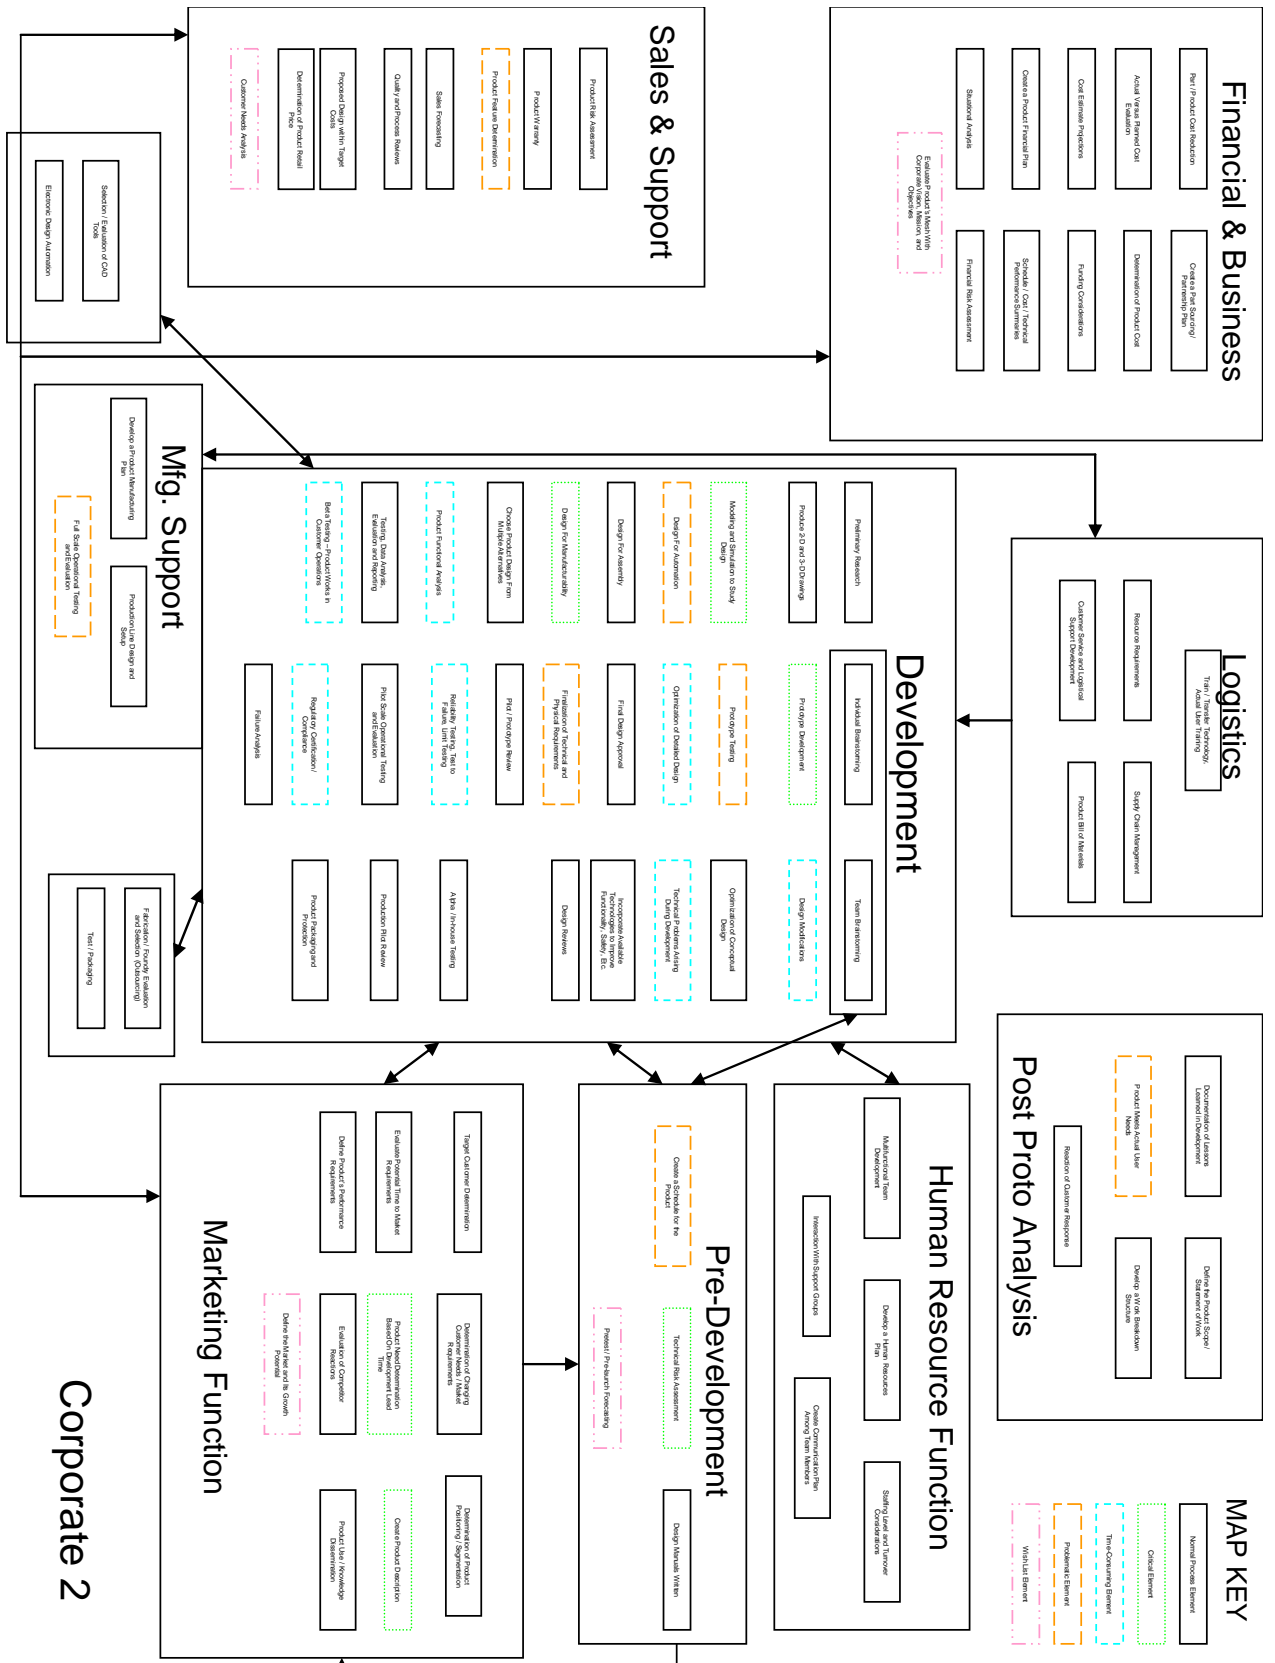 Financial & Business
Part / Product Cost Reduction
Actual Versus Planned Cost
Evaluation
Cost Estimate Projections
Create a Product Financial Plan
Situational Analysis
Create a Part Sourcing /
Partnership Plan
Determination of Product Cost
Funding Considerations
Schedule / Cost / Technical
Performance Summaries
Financial Risk Assessment
Evaluate Product's Mesh With
Corporate Vision, Mission, and
Objectives
Logistics
Train / Transfer Technology,
Actual User Training
Resource Requirements
Customer Service and Logistical
Support Development
Supply Chain Management
Product Bill of Materials
Post Proto Analysis
Documentation of Lessons
Learned in Development
Product Meets Actual User
Needs
Reaction of Customer Response
Define the Product Scope /
Statement of Work
Develop a Work Breakdown
Structure
MAP KEY
Normal Process Element
Critical Element
Time-Consuming Element
Problematic Element
Wish List Element
Sales & Support
Product Risk Assessment
Product Warranty
Product Feature Determination
Sales Forecasting
Quality and Process Reviews
Proposed Design within Target
Costs
Determination of Product Retail
Price
Customer Needs Analysis
Selection / Evaluation of CAD
Tools
Electronic Design Automation
Development
Preliminary Research
Individual Brainstorming
Team Brainstorming
Produce 2-D and 3-D Drawings
Prototype Development
Design Modifications
Modeling and Simulation to Study
Design
Prototype Testing
Optimization of Conceptual
Design
Design For Automation
Optimization of Detailed Design
Technical Problems Arising
During Development
Design For Assembly
Final Design Approval
Incorporate Available
Technologies to Improve
Functionality, Safety, Etc.
Design For Manufacturability
Finalization of Technical and
Physical Requirements
Design Reviews
Choose Product Design From
Multiple Alternatives
Pilot / Prototype Review
Product Functional Analysis
Reliability Testing, Test to
Failure, Limit Testing
Alpha / In-house Testing
Testing, Data Analysis,
Evaluation and Reporting
Pilot Scale Operational Testing
and Evaluation
Production Pilot Review
Beta Testing – Product Works in
Customer Operations
Regulatory Certification /
Compliance
Product Packaging and
Protection
Failure Analysis
Mfg. Support
Develop a Product Manufacturing
Plan
Production Line Design and
Setup
Full Scale Operational Testing
and Evaluation
Fabrication / Foundry Evaluation
and Selection (Outsourcing)
Test / Packaging
Human Resource Function
Multifunctional Team
Development
Develop a Human Resources
Plan
Staffing Level and Turnover
Considerations
Interaction With Support Groups
Create Communication Plan
Among Team Members
Pre-Development
Create a Schedule for the
Product
Technical Risk Assessment
Design Manuals Written
Pretest / Pre-launch Forecasting
Marketing Function
Target Customer Determination
Determination of Changing
Customer Needs / Market
Requirements
Determination of Product
Positioning / Segmentation
Evaluate Potential Time to Market
Requirements
Product Need Determination
Based On Development Lead
Time
Create Product Description
Define Product's Performance
Requirements
Evaluation of Competitor
Reactions
Product Use / Knowledge
Dissemination
Define the Market and Its Growth
Potential
Corporate 2